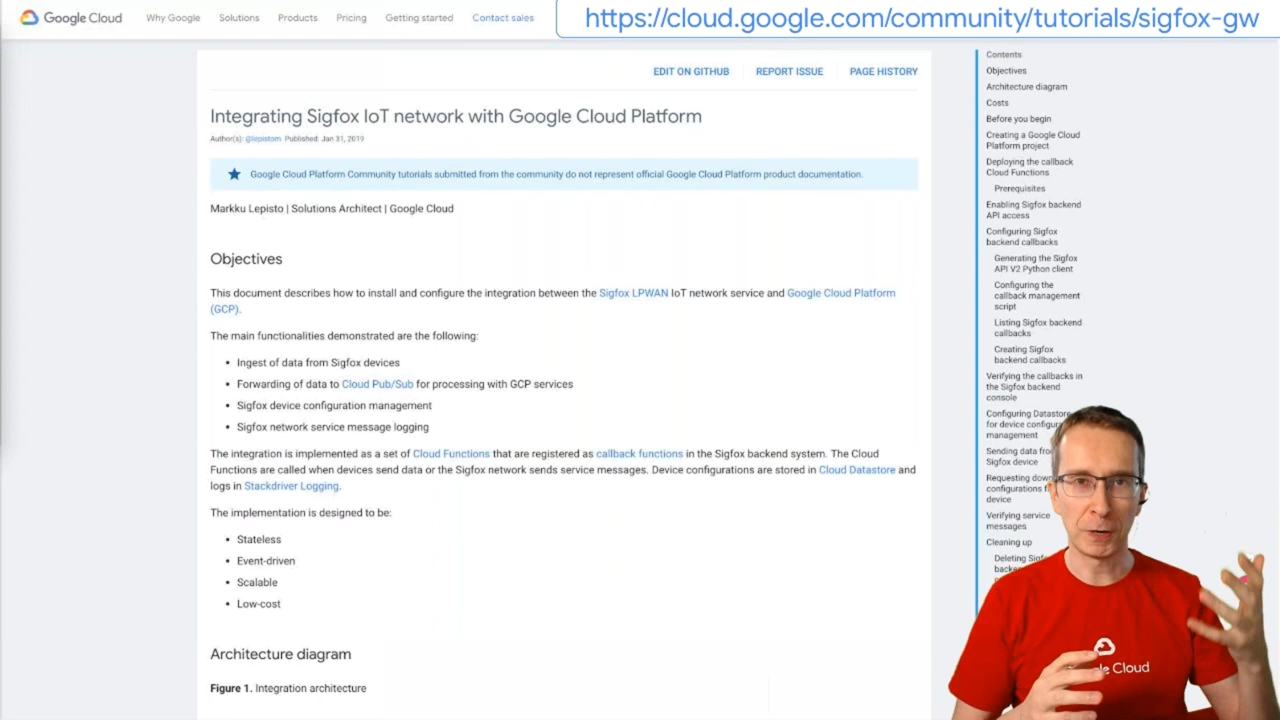 Google Cloud
Why Google
Solutions
Products
Pricing
Getting started
Contact sales
https://cloud.google.com/community/tutorials/sigfox-gw
EDIT ON GITHUB
REPORT ISSUE
PAGE HISTORY
Integrating Sigfox IoT network with Google Cloud Platform
Author(s): @lepistom Published: Jan 31, 2019
Google Cloud Platform Community tutorials submitted from the community do not represent official Google Cloud Platform product documentation.
Markku Lepisto | Solutions Architect | Google Cloud
Objectives
This document describes how to install and configure the integration between the Sigfox LPWAN IoT network service and Google Cloud Platform
(GCP).
The main functionalities demonstrated are the following:
• Ingest of data from Sigfox devices
• Forwarding of data to Cloud Pub/Sub for processing with GCP services
• Sigfox device configuration management
• Sigfox network service message logging
The integration is implemented as a set of Cloud Functions that are registered as callback functions in the Sigfox backend system. The Cloud
Functions are called when devices send data or the Sigfox network sends service messages. Device configurations are stored in Cloud Datastore and
logs in Stackdriver Logging.
The implementation is designed to be:
• Stateless
• Event-driven
• Scalable
• Low-cost
Architecture diagram
Figure 1. Integration architecture
Contents
Objectives
Architecture diagram
Costs
Before you begin
Creating a Google Cloud
Platform project
Deploying the callback
Cloud Functions
Prerequisites
Enabling Sigfox backend
API access
Configuring Sigfox
backend callbacks
Generating the Sigfox
API V2 Python client
Configuring the
callback management
script
Listing Sigfox backend
callbacks
Creating Sigfox
backend callbacks
Verifying the callbacks in
the Sigfox backend
console
Configuring Datastore
for device configur
management
Sending data fro
Sigfox device
Requesting down
configurations f
device
Verifying service
messages
Cleaning up
Deleting Sigf
backe
le Cloud